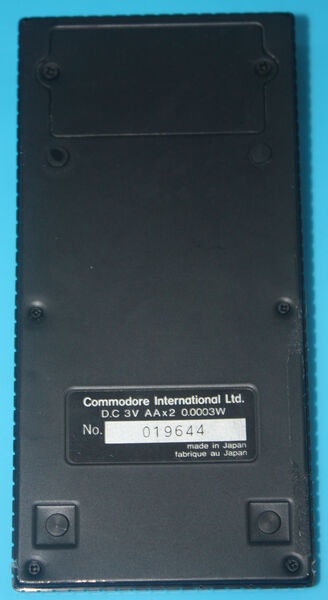 Commodore International Ltd.
D.C 3V AAx2 0.0003W
No. 019644
made in Japan
fabrique au Japan